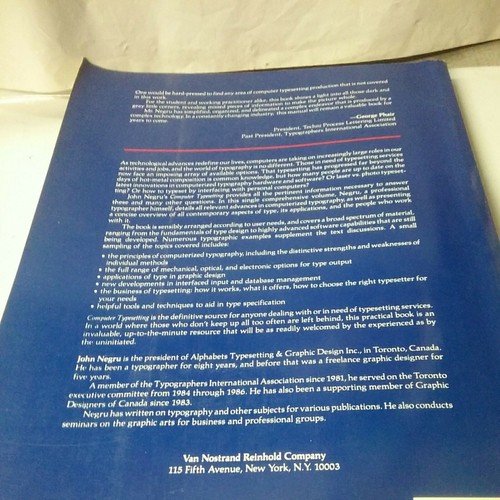 One would be hard-pressed to find any area of computer typesetting production that is not covered
in this work.
For the student and working practitioner alike, this book shines a light into all those dark and
grey little corners, revealing missed pieces of information to make the picture whole.
Mr. Negru has simplified, organized, and delineated a complex endeavor that is produced by a
complex technology. In a constantly changing industry, this manual will remain a valuable book for
years to come.
—George Phair
President, Techni Process Lettering Limited
Past President, Typographers International Association
As technological advances redefine our lives, computers are taking on increasingly large roles in our
activities and jobs, and the world of typography is no different. Those in need of typesetting services
now face an imposing array of available options. That typesetting has progressed far beyond the
days of hot-metal composition is common knowledge, but how many people are up to date on the
latest innovations in computerized typography hardware and software? Or laser vs. photo typeset-
ting? Or how to typeset by interfacing with personal computers?
John Negru's Computer Typesetting provides all the pertinent information necessary to answer
these and many other questions. In this single comprehensive volume, Negru, a professional
typographer himself, details all relevant advances in computerized typography, as well as presenting
a concise overview of all contemporary aspects of type, its applications, and the people who work
with it.
The book is sensibly arranged according to user needs, and covers a broad spectrum of material,
ranging from the fundamentals of type design to highly advanced software capabilities that are still
being developed. Numerous typographic examples supplement the text discussions. A small
sampling of the topics covered includes:
• the principles of computerized typography, including the distinctive strengths and weaknesses of
individual methods
• the full range of mechanical, optical, and electronic options for type output
• applications of type in graphic design
• new developments in interfaced input and database management
• the business of typesetting: how it works, what it offers, how to choose the right typesetter for
your needs
• helpful tools and techniques to aid in type specification
Computer Typesetting is the definitive source for anyone dealing with or in need of typesetting services.
In a world where those who don't keep up all too often are left behind, this practical book is an
invaluable, up-to-the-minute resource that will be as readily welcomed by the experienced as by
the uninitiated.
John Negru is the president of Alphabets Typesetting & Graphic Design Inc., in Toronto, Canada.
He has been a typographer for eight years, and before that was a freelance graphic designer for
five years.
A member of the Typographers International Association since 1981, he served on the Toronto
executive committee from 1984 through 1986. He has also been a supporting member of Graphic
Designers of Canada since 1983.
Negru has written on typography and other subjects for various publications. He also conducts
seminars on the graphic arts for business and professional groups.
Van Nostrand Reinhold Company
115 Fifth Avenue, New York, N.Y. 10003